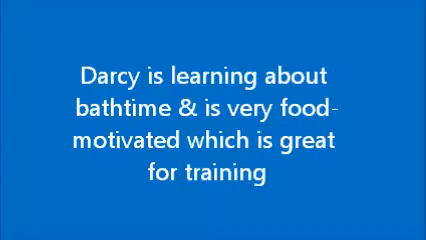 Darcy is learning about
bathtime & is very food-
motivated which is great
for training